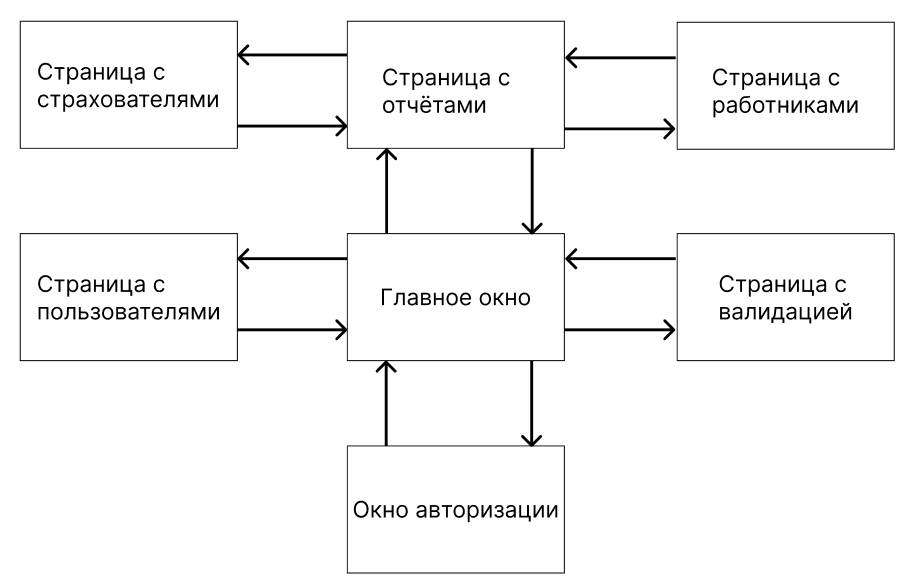 Страница с
страхователями
Страница с
отчётами
Страница с
работниками
Страница с
пользователями
Главное окно
Страница с
валидацией
Окно авторизации